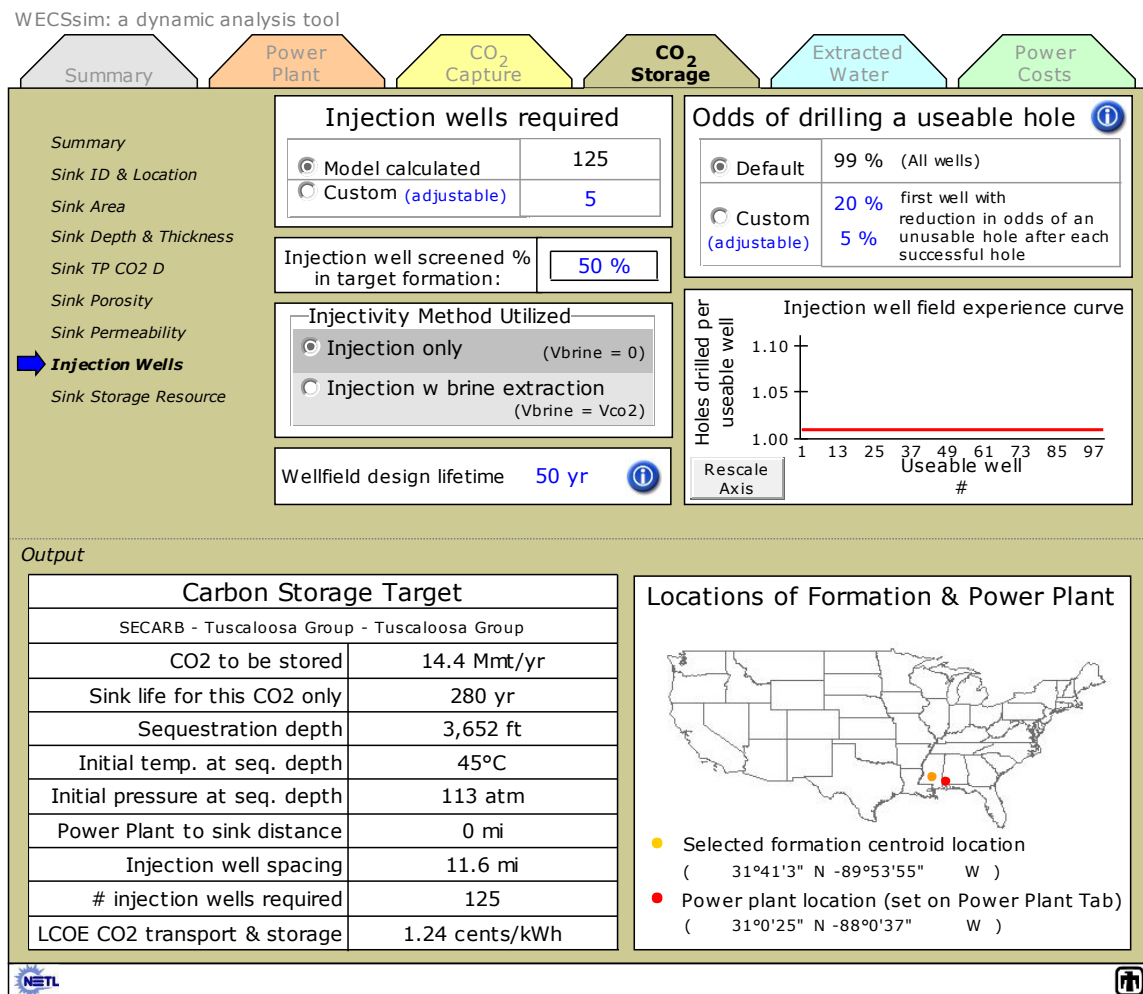 WECSsim: a dynamic analysis tool
Summary
Power
Plant
CO2
Capture
CO2
Storage
Extracted
Water
Power
Costs
Summary
Sink ID & Location
Sink Area
Sink Depth & Thickness
Sink TP CO2 D
Sink Porosity
Sink Permeability
Injection Wells
Sink Storage Resource
Injection wells required
Model calculated 125
Custom (adjustable) 5
Injection well screened %
in target formation:
50 %
Injectivity Method Utilized
Injection only (Vbrine = 0)
Injection w brine extraction
(Vbrine = Vco2)
Wellfield design lifetime 50 yr i
Odds of drilling a useable hole i
Default 99 % (All wells)
Custom
(adjustable)
20 %
5 %
first well with
reduction in odds of an
unusable hole after each
successful hole
Injection well field experience curve
Holes drilled per
useable well
1.10
1.05
1.00
1 13 25 37 49 61 73 85 97
Useable well
#
Rescale
Axis
Output
Carbon Storage Target
SECARB - Tuscaloosa Group - Tuscaloosa Group
CO2 to be stored 14.4 Mmt/yr
Sink life for this CO2 only 280 yr
Sequestration depth 3,652 ft
Initial temp. at seq. depth 45°C
Initial pressure at seq. depth 113 atm
Power Plant to sink distance 0 mi
Injection well spacing 11.6 mi
# injection wells required 125
LCOE CO2 transport & storage 1.24 cents/kWh
Locations of Formation & Power Plant
Selected formation centroid location
( 31°41'3" N -89°53'55" W )
Power plant location (set on Power Plant Tab)
( 31°0'25" N -88°0'37" W )
NETL